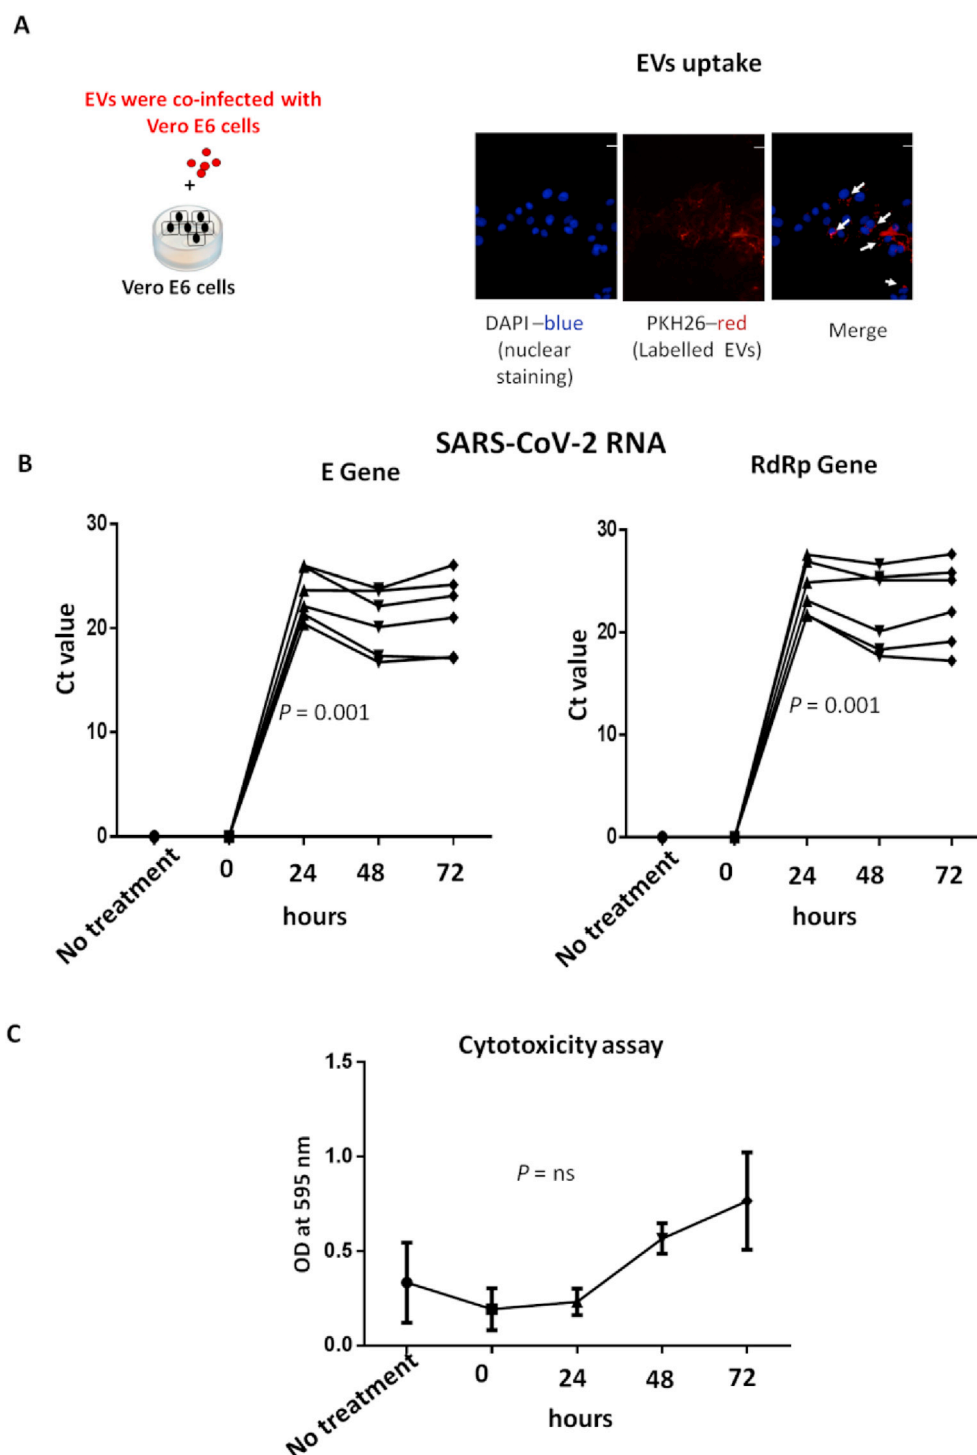 A
EVs were co-infected with
Vero E6 cells
+
Vero E6 cells
EVs uptake
DAPI –blue
(nuclear
staining)
PKH26–red
(Labelled EVs)
Merge
B
SARS-CoV-2 RNA
E Gene
Ct value
30
20
10
0
P = 0.001
No treatment
0
24
48
72
hours
RdRp Gene
Ct value
30
20
10
0
P = 0.001
No treatment
0
24
48
72
hours
C
Cytotoxicity assay
OD at 595 nm
1.5
1.0
0.5
0.0
P = ns
No treatment
0
24
48
72
hours